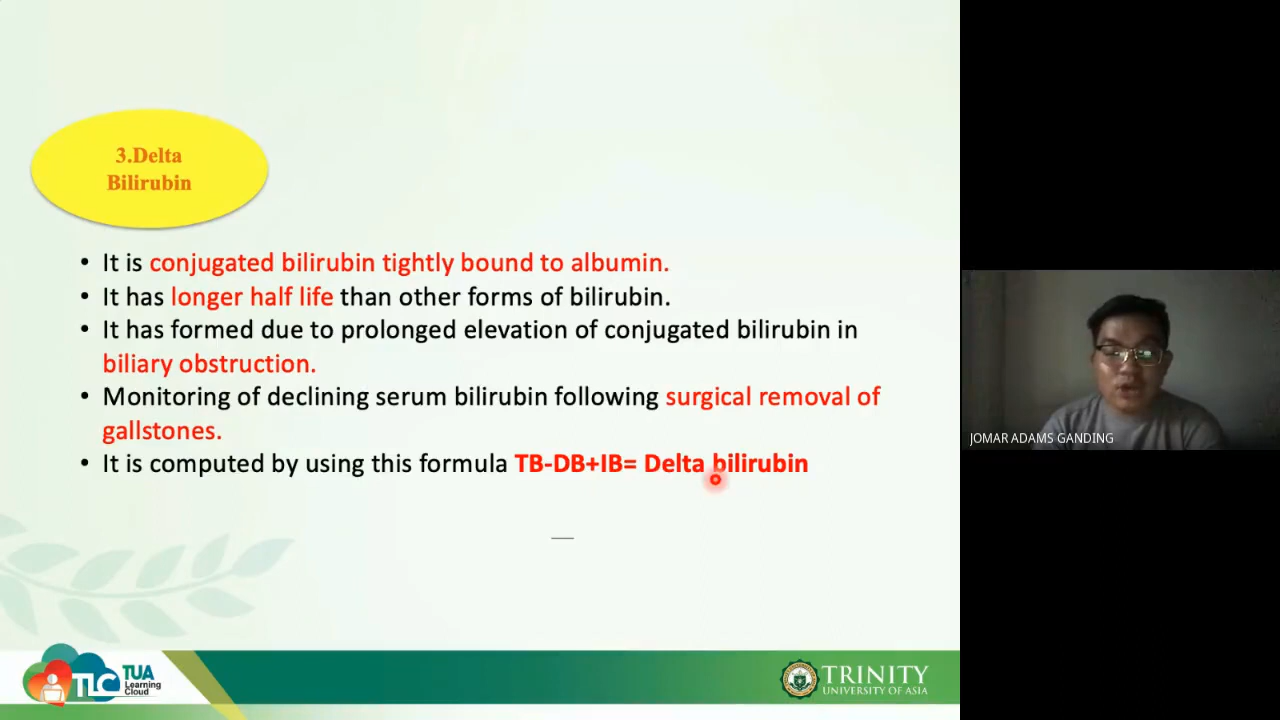 3.Delta
Bilirubin
• It is conjugated bilirubin tightly bound to albumin.
• It has longer half life than other forms of bilirubin.
• It has formed due to prolonged elevation of conjugated bilirubin in
biliary obstruction.
• Monitoring of declining serum bilirubin following surgical removal of
gallstones.
• It is computed by using this formula TB-DB+IB= Delta bilirubin
JOMAR ADAMS GANDING
TLC TUA
Learning
Cloud
TRINITY
UNIVERSITY OF ASIA